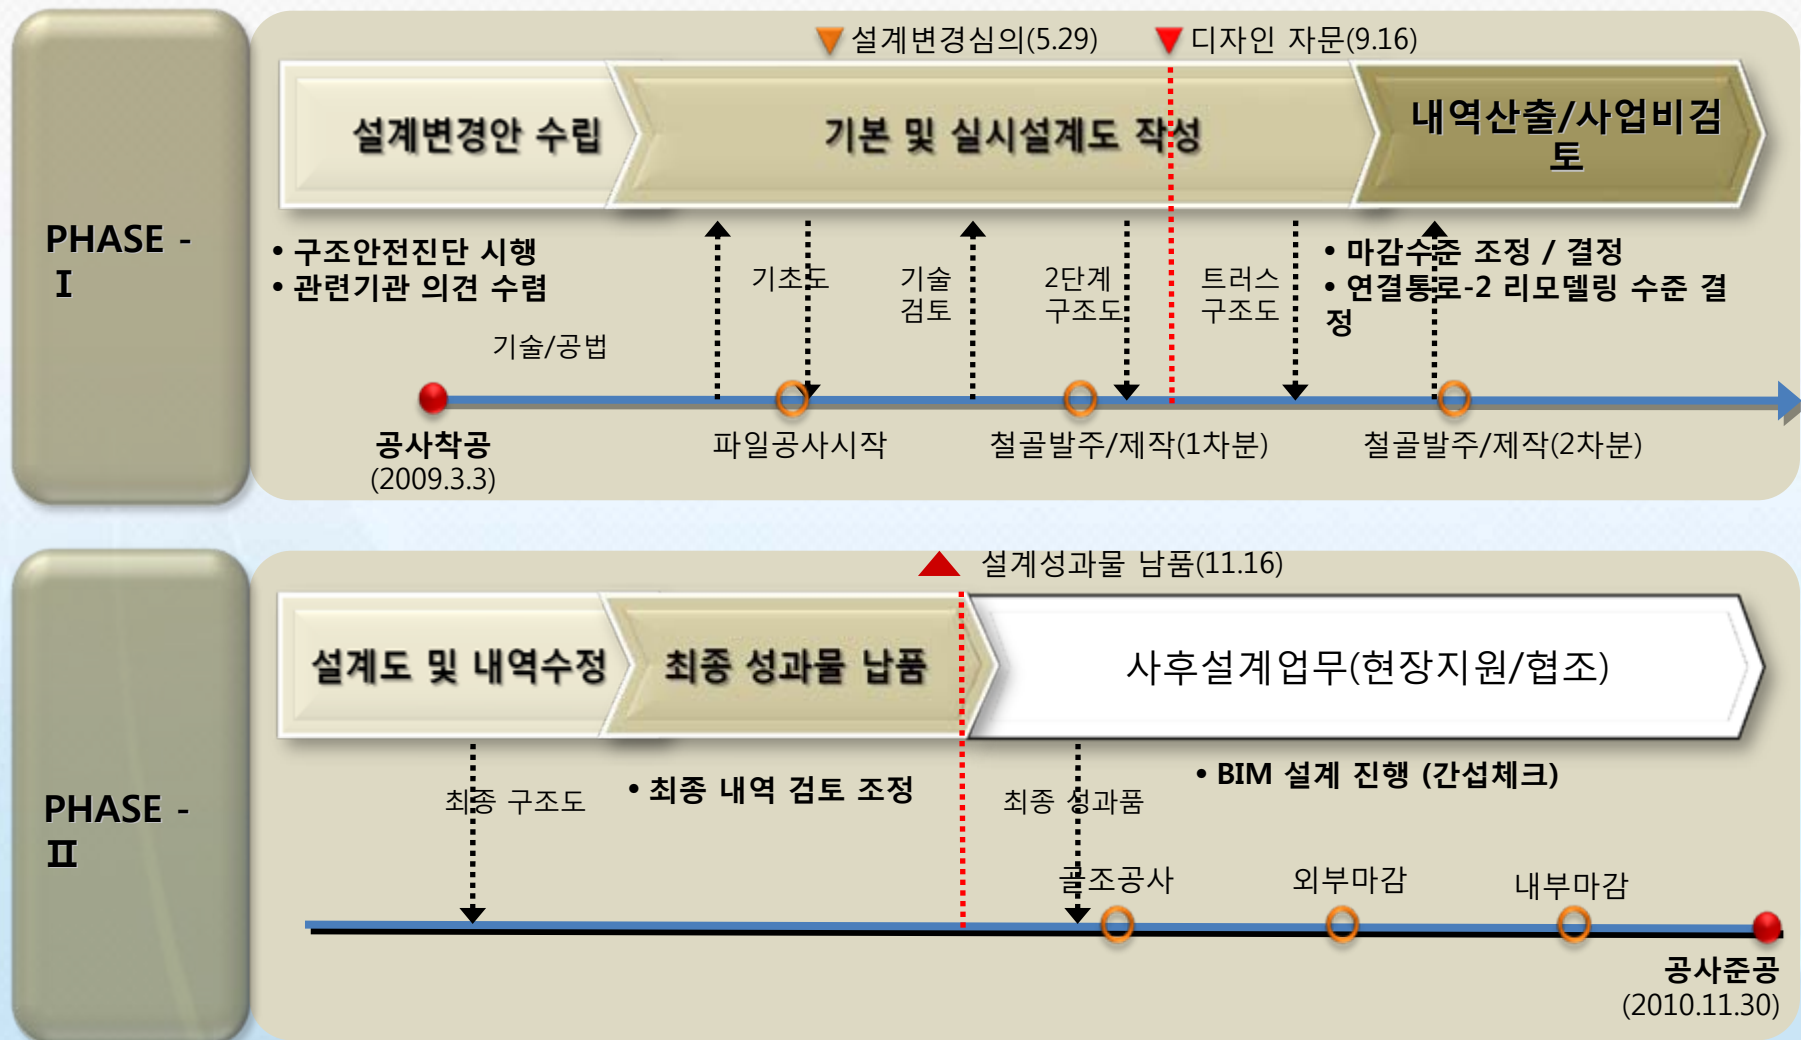 PHASE -
Ⅰ
설계변경심의(5.29)
디자인 자문(9.16)
설계변경안 수립
기본 및 실시설계도 작성
내역산출/사업비검
토
• 구조안전진단 시행
• 관련기관 의견 수렴
기술/공법
기초도
기술
검토
2단계
구조도
트러스
구조도
• 마감수준 조정 / 결정
• 연결통로-2 리모델링 수준 결
정
공사착공
(2009.3.3)
파일공사시작
철골발주/제작(1차분)
철골발주/제작(2차분)
PHASE -
Ⅱ
설계성과물 납품(11.16)
설계도 및 내역수정
최종 성과물 납품
사후설계업무(현장지원/협조)
최종 구조도
• 최종 내역 검토 조정
최종 성과품
• BIM 설계 진행 (간섭체크)
골조공사
외부마감
내부마감
공사준공
(2010.11.30)